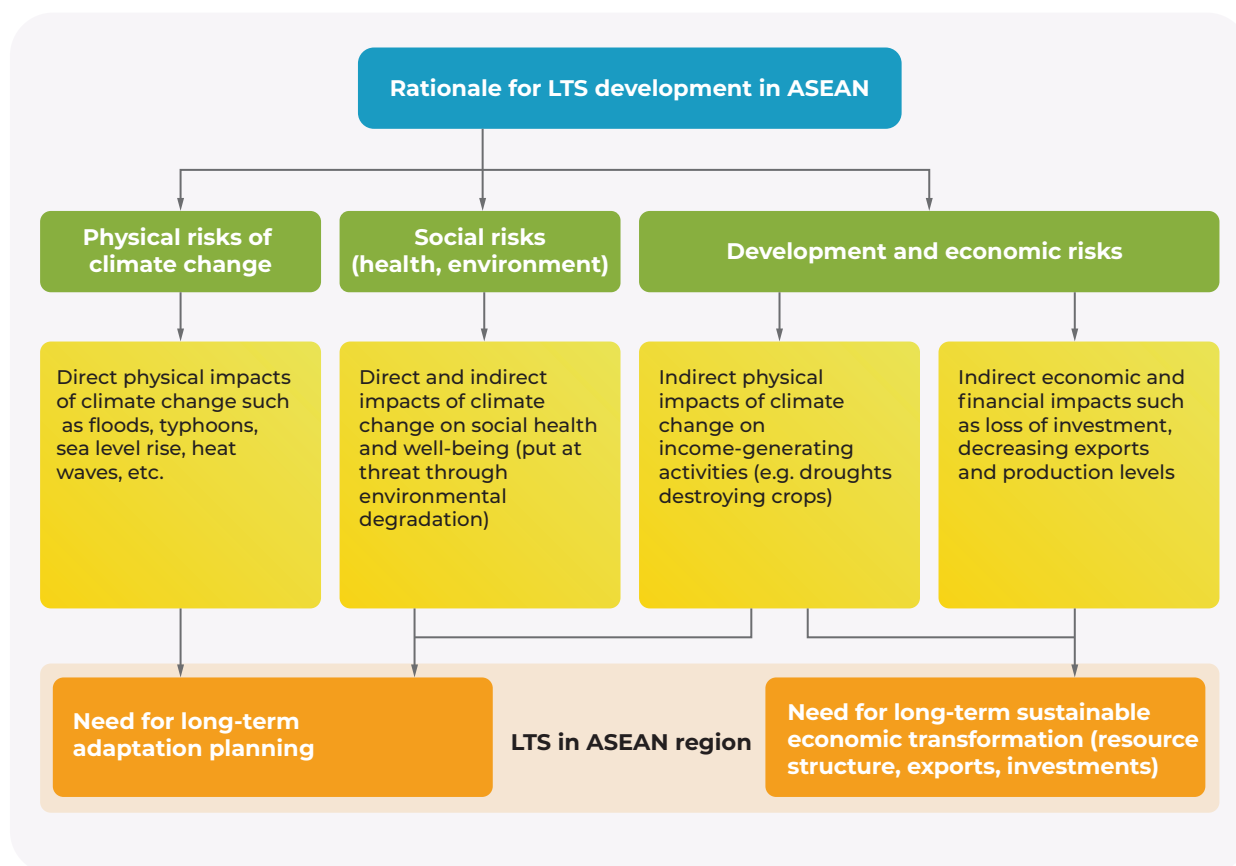 Rationale for LTS development in ASEAN
Physical risks of
climate change
Social risks
(health, environment)
Development and economic risks
Direct physical impacts
of climate change such
as floods, typhoons,
sea level rise, heat
waves, etc.
Direct and indirect
impacts of climate
change on social health
and well-being (put at
threat through
environmental
degradation)
Indirect physical
impacts of climate
change on
income-generating
activities (e.g. droughts
destroying crops)
Indirect economic and
financial impacts such
as loss of investment,
decreasing exports
and production levels
Need for long-term
adaptation planning
LTS in ASEAN region
Need for long-term sustainable
economic transformation (resource
structure, exports, investments)